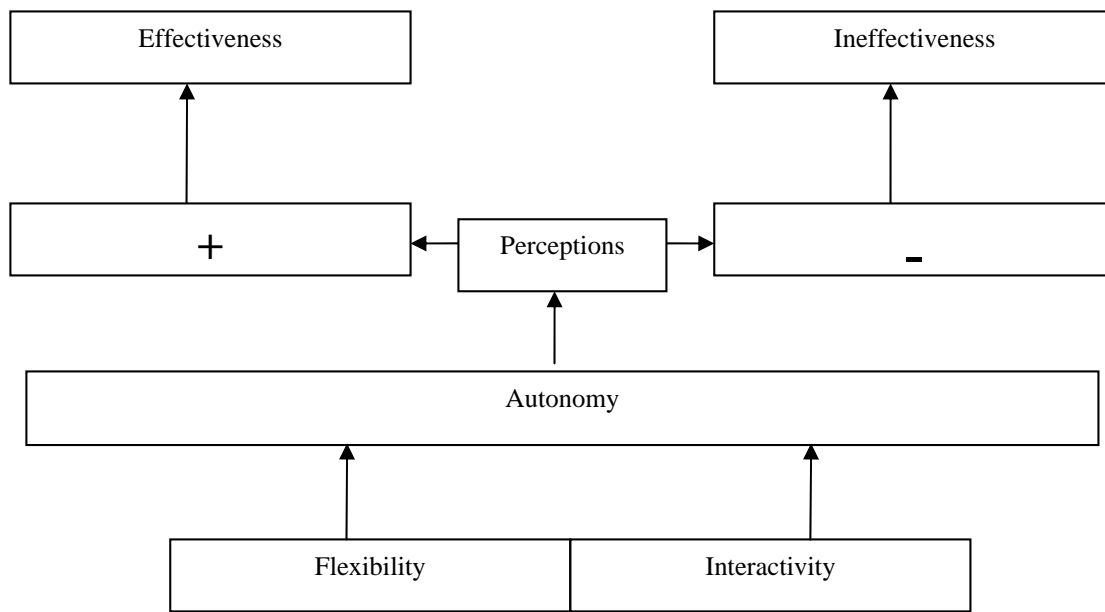 Effectiveness
Ineffectiveness
+
Perceptions
-
Autonomy
Flexibility
Interactivity